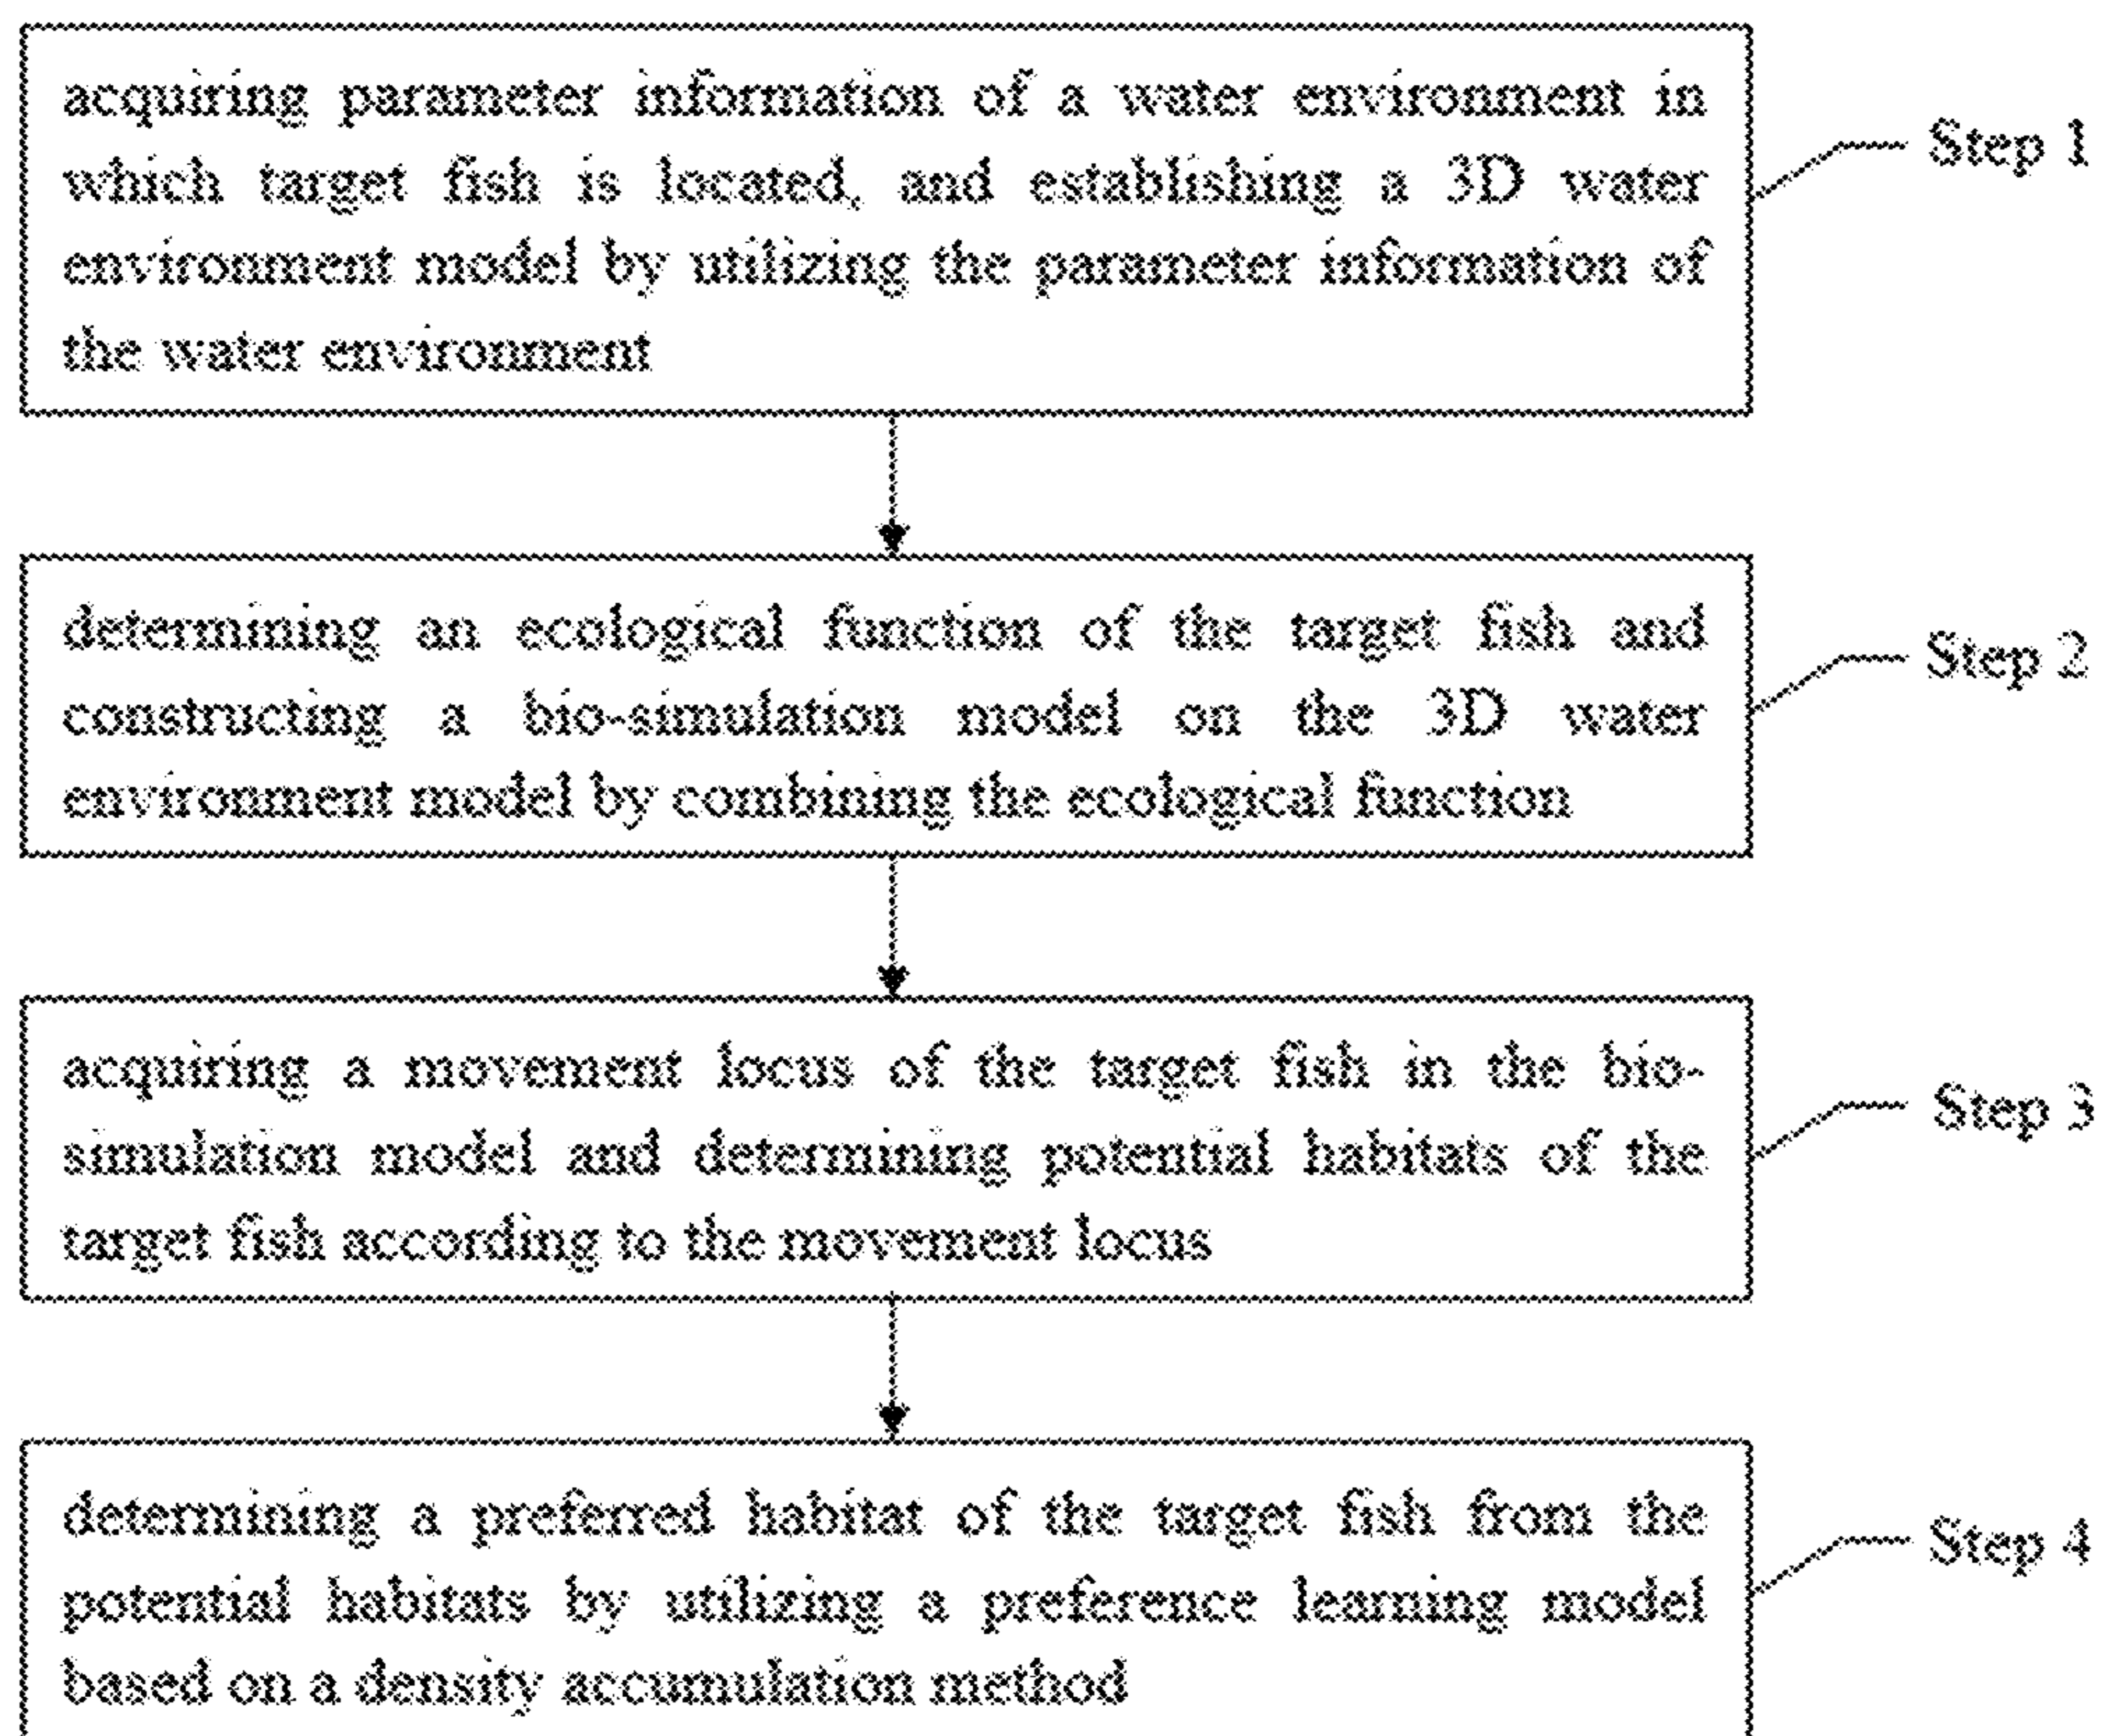 acquiring parameter information of a water environment in
which target fish is located, and establishing a 3D water
environment model by utilizing the parameter information of
the water environment
Step 1
determining an ecological function of the target fish and
constructing a bio-simulation model on the 3D water
environment model by combining the ecological function
Step 2
acquiring a movement locus of the target fish in the bio-
simulation model and determining potential habitats of the
target fish according to the movement locus
Step 3
determining a preferred habitat of the target fish from the
potential habitats by utilizing a preference learning model
based on a density accumulation method
Step 4